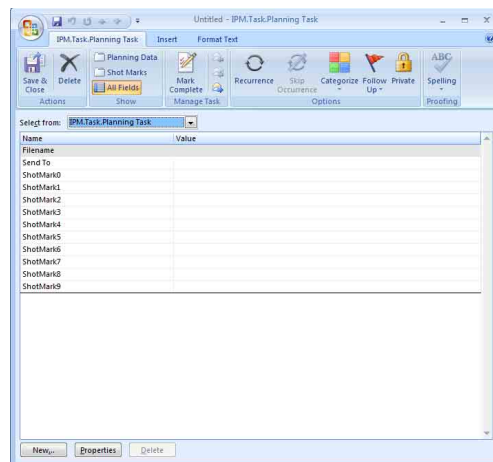 Untitled - IPM.Task.Planning Task
IPM.Task.Planning Task Insert Format Text
Save & Close
Delete
Actions
Planning Data
Shot Marks
All Fields
Show
Mark Complete
Manage Task
Recurrence
Skip Occurrence
Categorize
Follow Up
Private
Options
ABC
Spelling
Proofing
Select from: IPM.Task.Planning Task
Name Value
Filename
Send To
ShotMark0
ShotMark1
ShotMark2
ShotMark3
ShotMark4
ShotMark5
ShotMark6
ShotMark7
ShotMark8
ShotMark9
New... Properties Delete